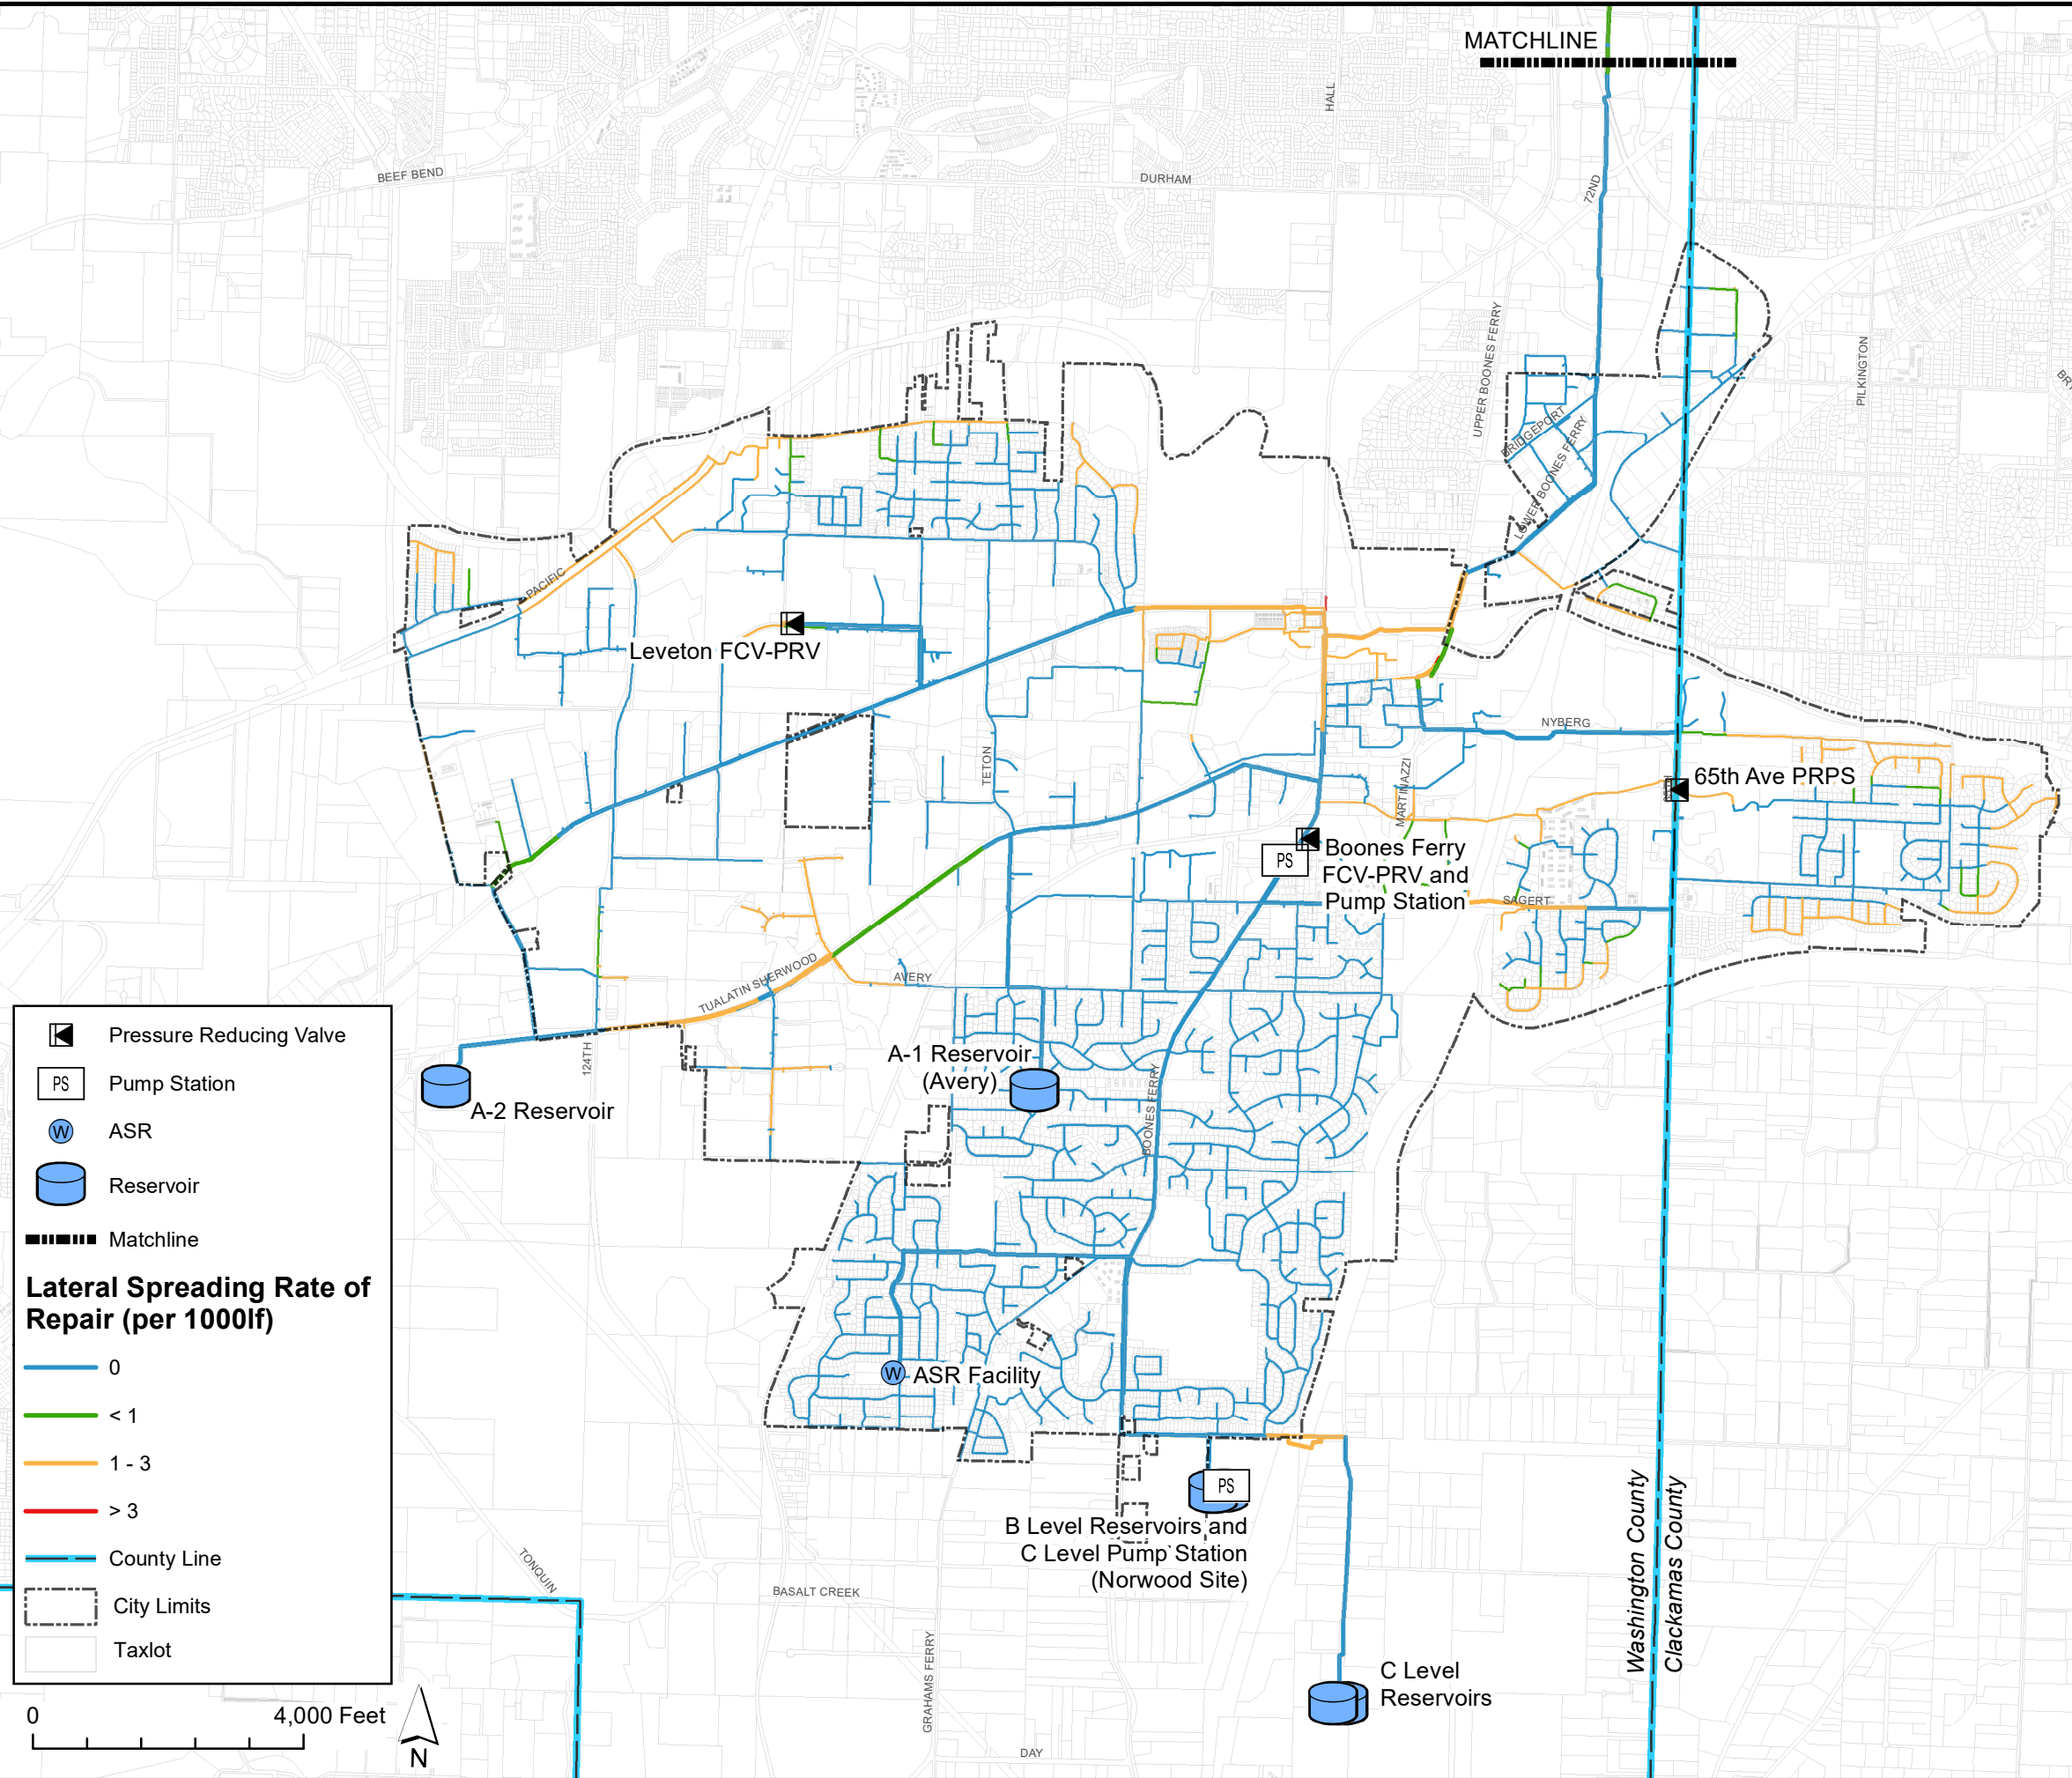 MATCHLINE
HALL
BEEF BEND
DURHAM
72ND
UPPER BOONES FERRY
PILKINGTON
BRIDGEPORT
LOWER BOONES FERRY
PACIFIC
Leveton FCV-PRV
NYBERG
TETON
MARTINAZZI
65th Ave PRPS
PS
Boones Ferry
FCV-PRV and
Pump Station
SAGERT
TUALATIN SHERWOOD
AVERY
124TH
A-2 Reservoir
A-1 Reservoir
(Avery)
BOONES FERRY
W
ASR Facility
PS
B Level Reservoirs and
C Level Pump Station
(Norwood Site)
Washington County
Clackamas County
C Level
Reservoirs
TONQUIN
BASALT CREEK
GRAHAMS FERRY
DAY
Pressure Reducing Valve
PS
Pump Station
W
ASR
Reservoir
Matchline
Lateral Spreading Rate of
Repair (per 1000lf)
0
< 1
1 - 3
> 3
County Line
City Limits
Taxlot
0
4,000 Feet
N